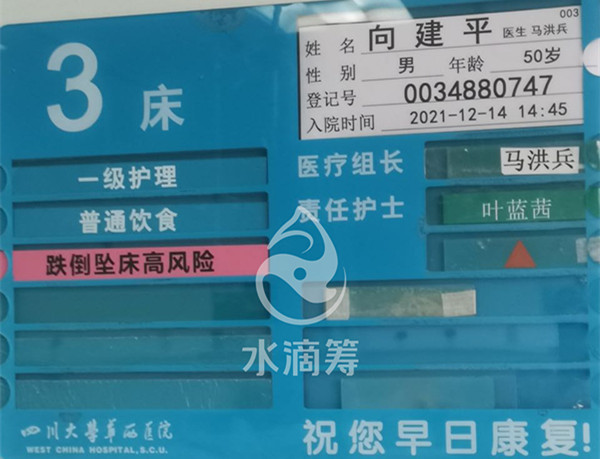 003
姓 名 向 建 平 医生 马洪兵
性 别 男 年龄 50岁
登记号 0034880747
入院时间 2021-12-14 14:45
3床
医疗组长 马洪兵
一级护理
责任护士 叶蓝茜
普通饮食
跌倒坠床高风险
水滴筹
四川大学华西医院
WEST CHINA HOSPITAL,S.C.U.
祝您早日康复!